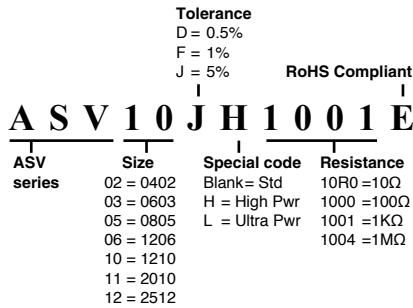 Tolerance
D = 0.5%
F = 1%
J = 5%
RoHS Compliant
A S V 1 0 J H 1 0 0 1 E
ASV
series
Size
02 = 0402
03 = 0603
05 = 0805
06 = 1206
10 = 1210
11 = 2010
12 = 2512
Special code
Blank= Std
H = High Pwr
L = Ultra Pwr
Resistance
10R0 =10Ω
1000 =100Ω
1001 =1KΩ
1004 =1MΩ